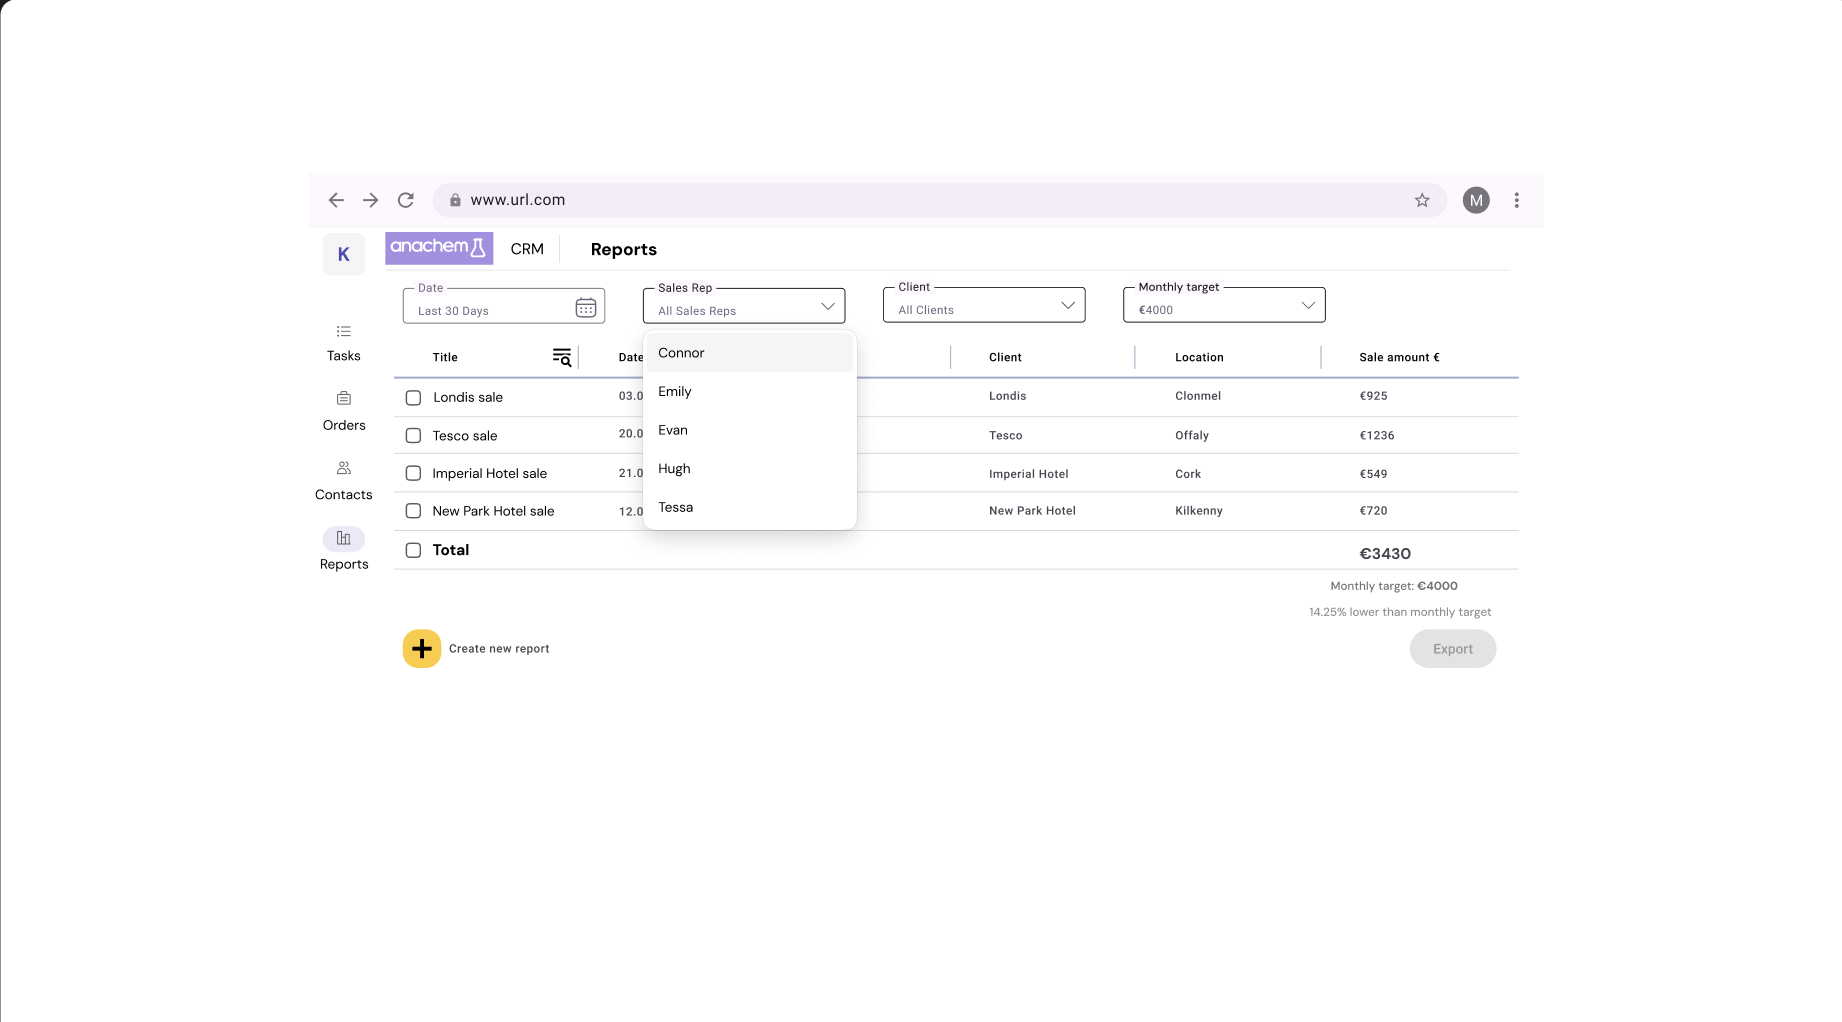 www.url.com
M
K
anachem
CRM
Reports
Date
Last 30 Days
Sales Rep
All Sales Reps
Client
All Clients
Monthly target
€4000
Tasks
Orders
Contacts
Reports
Title Date Client Location Sale amount €
Londis sale 03.0 Londis Clonmel €925
Tesco sale 20.0 Tesco Offaly €1236
Imperial Hotel sale 21.0 Imperial Hotel Cork €549
New Park Hotel sale 12.0 New Park Hotel Kilkenny €720
Total €3430
Connor
Emily
Evan
Hugh
Tessa
Monthly target: €4000
14.25% lower than monthly target
Create new report
Export